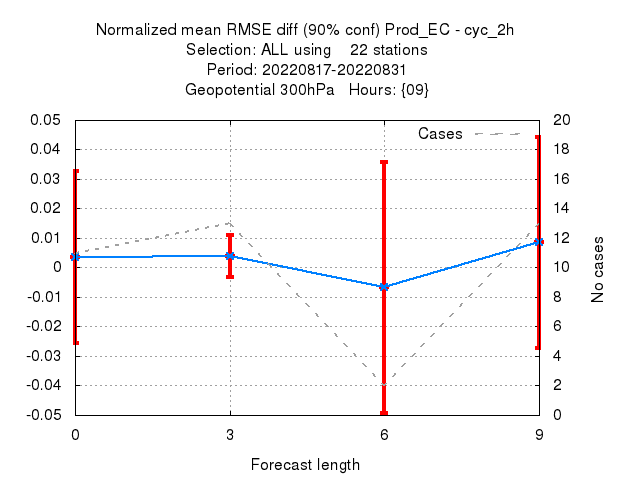 Normalized mean RMSE diff (90% conf) Prod_EC - cyc_2h
Selection: ALL using    22 stations
Period: 20220817-20220831
Geopotential 300hPa   Hours: {09}
Cases
0.05
0.04
0.03
0.02
0.01
0
-0.01
-0.02
-0.03
-0.04
-0.05
20
18
16
14
12
10
8
6
4
2
0
No cases
0 3 6 9
Forecast length